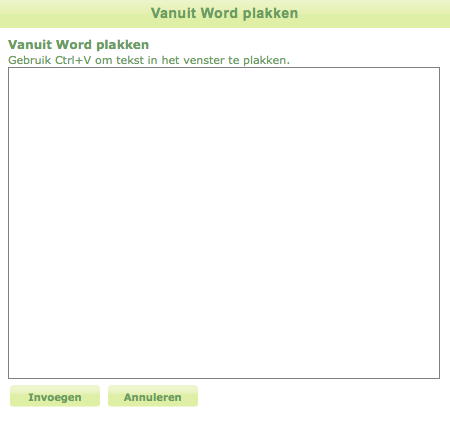 Vanuit Word plakken
Vanuit Word plakken
Gebruik Ctrl+V om tekst in het venster te plakken.
Invoegen Annuleren